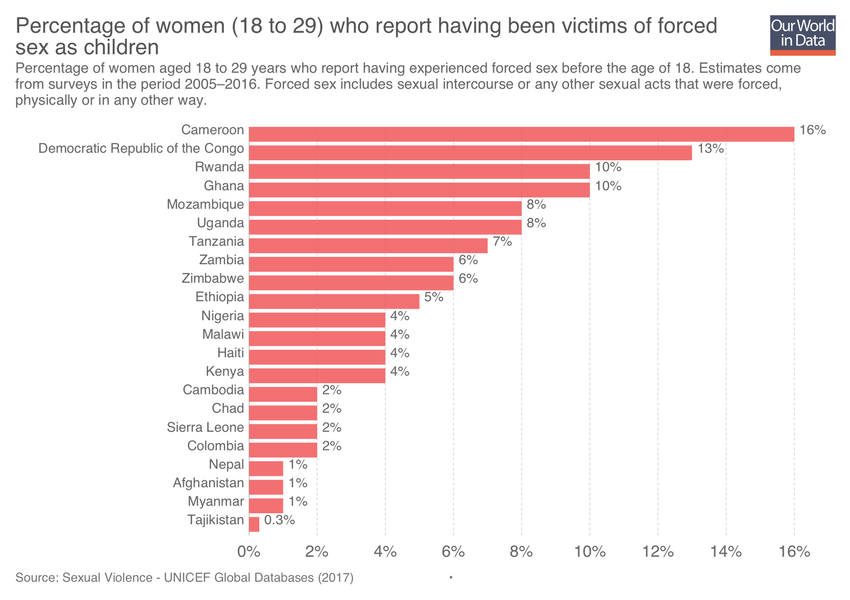 Percentage of women (18 to 29) who report having been victims of forced
sex as children
Our World
in Data
Percentage of women aged 18 to 29 years who report having experienced forced sex before the age of 18. Estimates come
from surveys in the period 2005–2016. Forced sex includes sexual intercourse or any other sexual acts that were forced,
physically or in any other way.
Cameroon 16%
Democratic Republic of the Congo 13%
Rwanda 10%
Ghana 10%
Mozambique 8%
Uganda 8%
Tanzania 7%
Zambia 6%
Zimbabwe 6%
Ethiopia 5%
Nigeria 4%
Malawi 4%
Haiti 4%
Kenya 4%
Cambodia 2%
Chad 2%
Sierra Leone 2%
Colombia 2%
Nepal 1%
Afghanistan 1%
Myanmar 1%
Tajikistan 0.3%
0% 2% 4% 6% 8% 10% 12% 14% 16%
Source: Sexual Violence - UNICEF Global Databases (2017) •